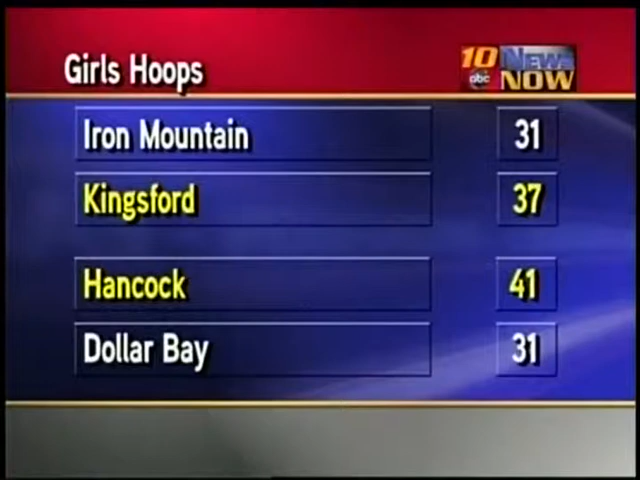 Girls Hoops
10 NEWS
abc NOW
Iron Mountain 31
Kingsford 37
Hancock 41
Dollar Bay 31